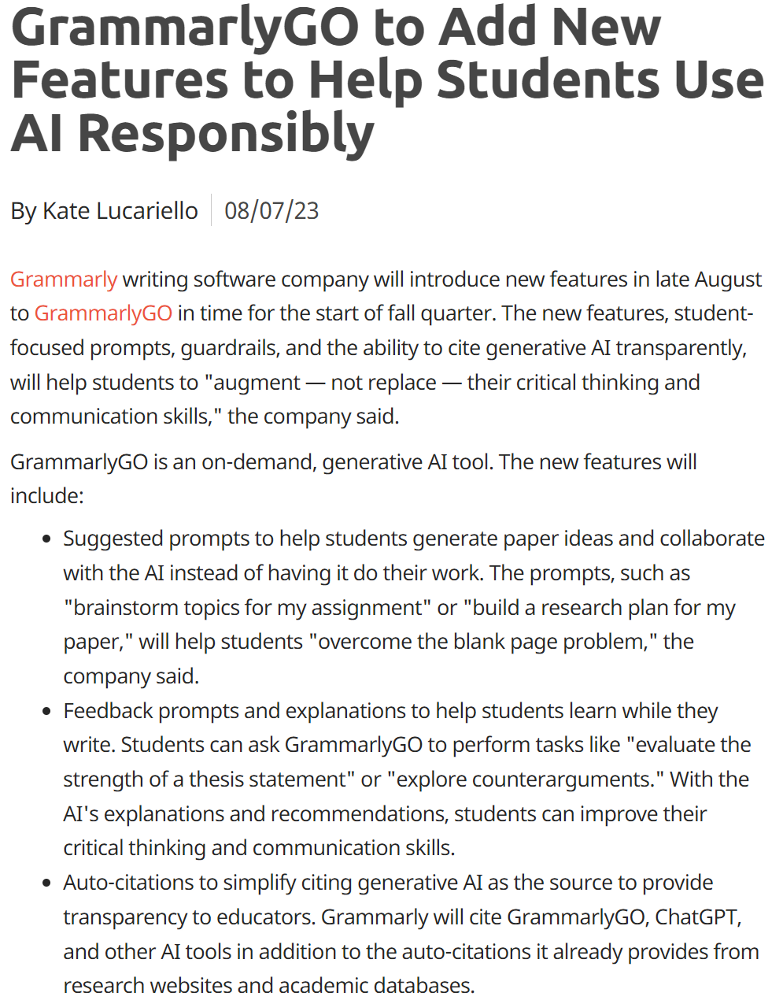 GrammarlyGO to Add New
Features to Help Students Use
AI Responsibly
By Kate Lucariello 08/07/23
Grammarly writing software company will introduce new features in late August
to GrammarlyGO in time for the start of fall quarter. The new features, student-
focused prompts, guardrails, and the ability to cite generative AI transparently,
will help students to "augment — not replace — their critical thinking and
communication skills," the company said.
GrammarlyGO is an on-demand, generative AI tool. The new features will
include:
• Suggested prompts to help students generate paper ideas and collaborate
with the AI instead of having it do their work. The prompts, such as
"brainstorm topics for my assignment" or "build a research plan for my
paper," will help students "overcome the blank page problem," the
company said.
• Feedback prompts and explanations to help students learn while they
write. Students can ask GrammarlyGO to perform tasks like "evaluate the
strength of a thesis statement" or "explore counterarguments." With the
AI's explanations and recommendations, students can improve their
critical thinking and communication skills.
• Auto-citations to simplify citing generative AI as the source to provide
transparency to educators. Grammarly will cite GrammarlyGO, ChatGPT,
and other AI tools in addition to the auto-citations it already provides from
research websites and academic databases.